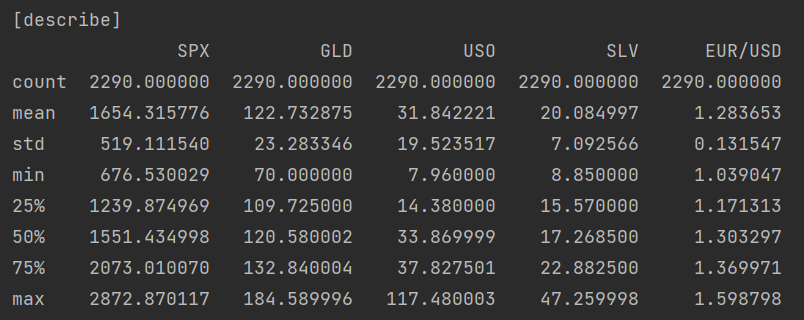 [describe]
SPX GLD USO SLV EUR/USD
count 2290.000000 2290.000000 2290.000000 2290.000000 2290.000000
mean 1654.315776 122.732875 31.842221 20.084997 1.283653
std 519.111540 23.283346 19.523517 7.092566 0.131547
min 676.530029 70.000000 7.960000 8.850000 1.039047
25% 1239.874969 109.725000 14.380000 15.570000 1.171313
50% 1551.434998 120.580002 33.869999 17.268500 1.303297
75% 2073.010070 132.840004 37.827501 22.882500 1.369971
max 2872.870117 184.589996 117.480003 47.259998 1.598798